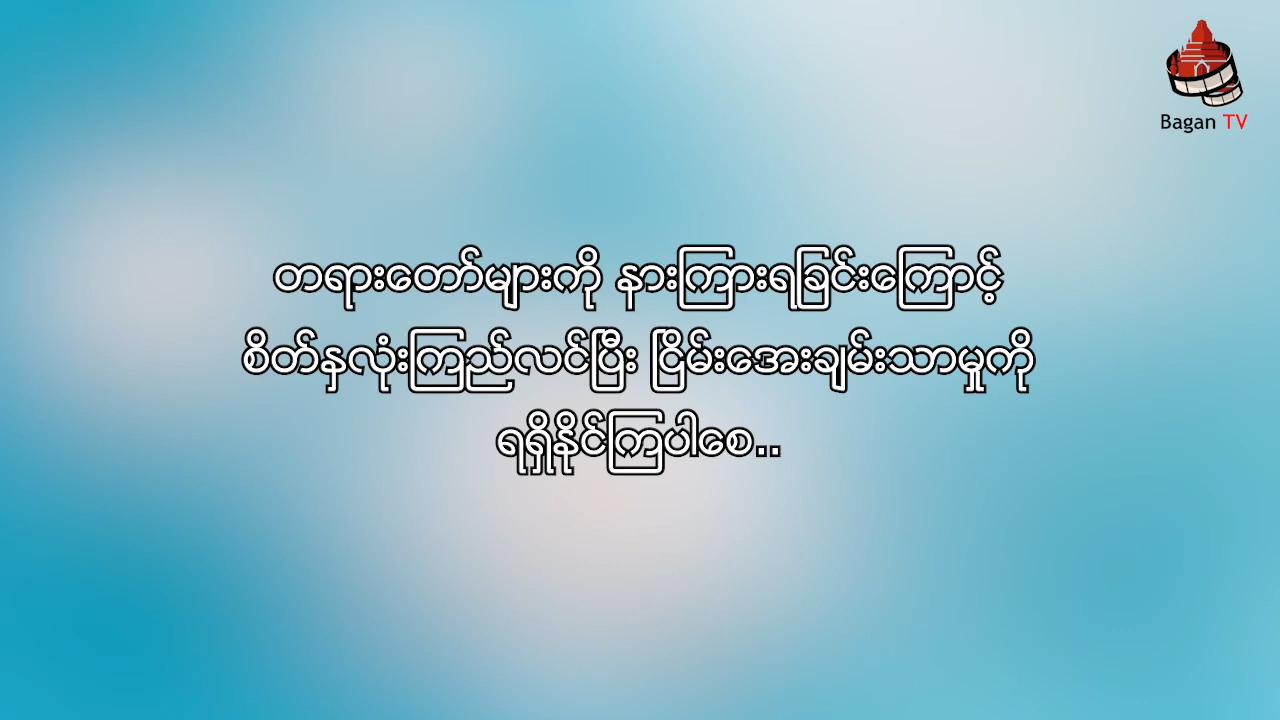 Bagan TV
တရားတော်များကို နားကြားရခြင်းကြောင့်
စိတ်နှလုံးကြည်လင်ပြီး ငြိမ်းအေးချမ်းသာမှုကို
ရရှိနိုင်ကြပါစေ..